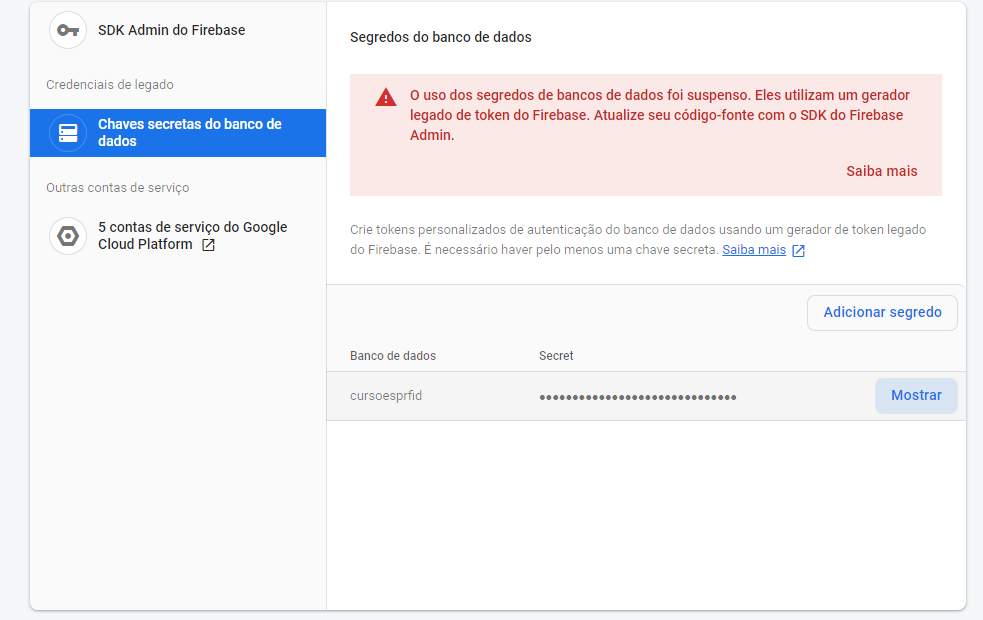 SDK Admin do Firebase
Credenciais de legado
Chaves secretas do banco de
dados
Outras contas de serviço
5 contas de serviço do Google
Cloud Platform
Segredos do banco de dados
O uso dos segredos de bancos de dados foi suspenso. Eles utilizam um gerador
legado de token do Firebase. Atualize seu código-fonte com o SDK do Firebase
Admin.
Saiba mais
Crie tokens personalizados de autenticação do banco de dados usando um gerador de token legado
do Firebase. É necessário haver pelo menos uma chave secreta. Saiba mais
Adicionar segredo
Banco de dados Secret
cursoesprfid •••••••••••••••••••••••••••••• Mostrar